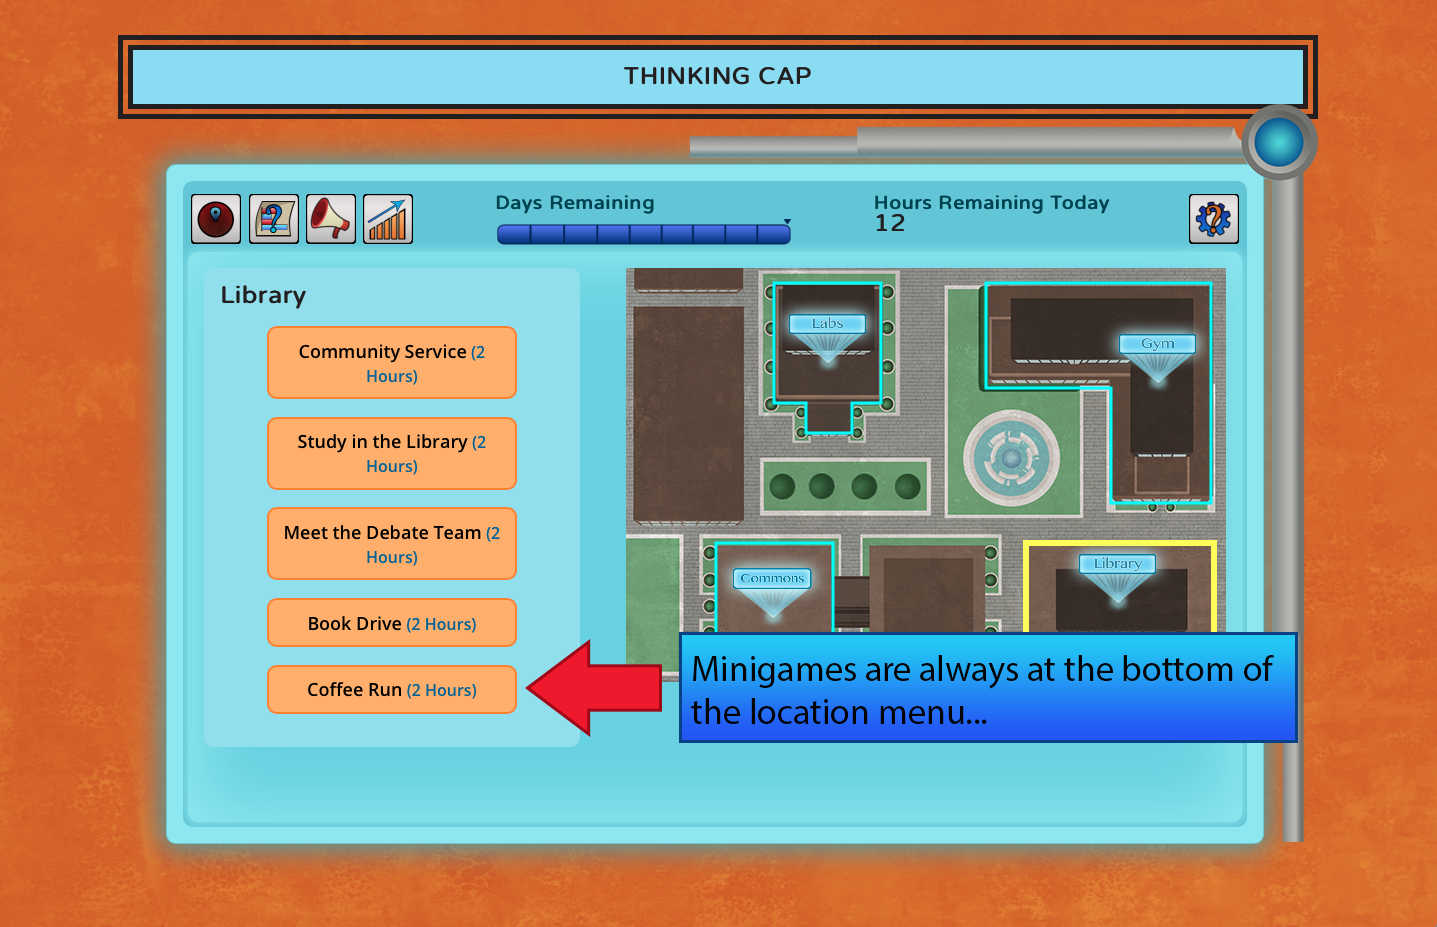 THINKING CAP
Days Remaining
Hours Remaining Today
12
Library
Community Service (2
Hours)
Study in the Library (2
Hours)
Meet the Debate Team (2
Hours)
Book Drive (2 Hours)
Coffee Run (2 Hours)
Labs
Gym
Commons
Library
Minigames are always at the bottom of
the location menu...